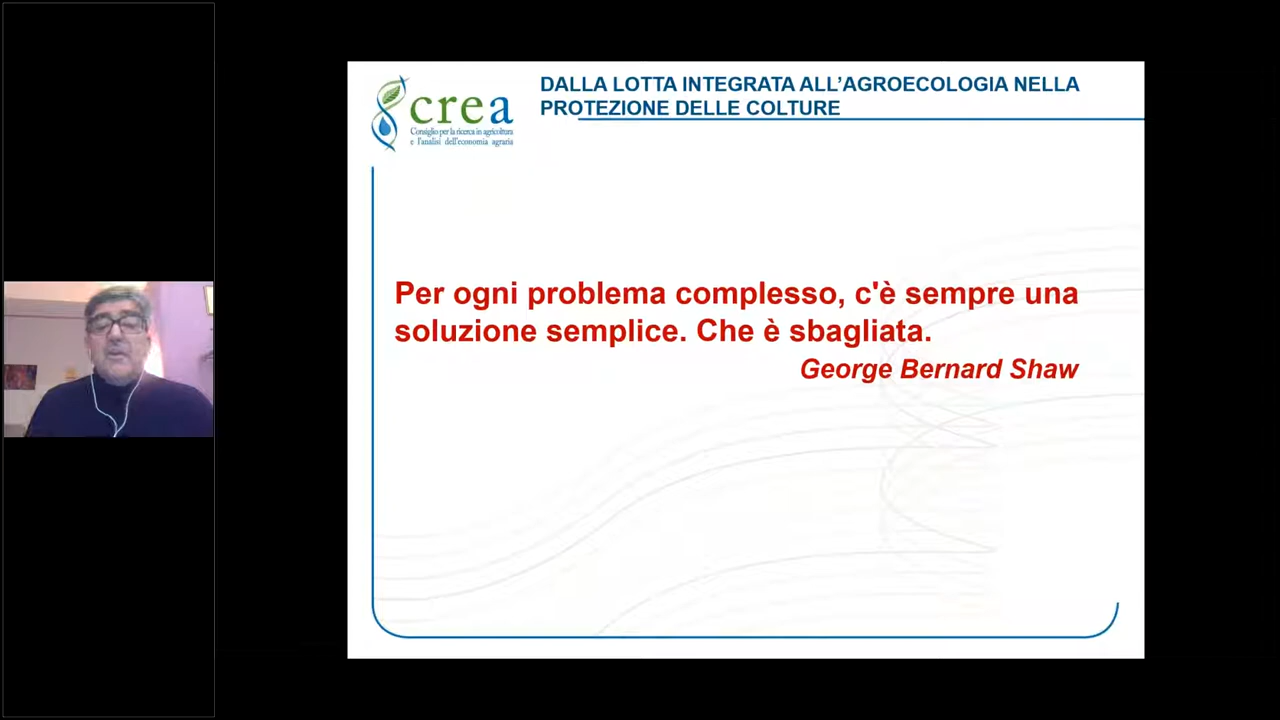 DALLA LOTTA INTEGRATA ALL’AGROECOLOGIA NELLA
PROTEZIONE DELLE COLTURE
crea
Consiglio per la ricerca in agricoltura
e l'analisi dell'economia agraria
Per ogni problema complesso, c'è sempre una
soluzione semplice. Che è sbagliata.
George Bernard Shaw